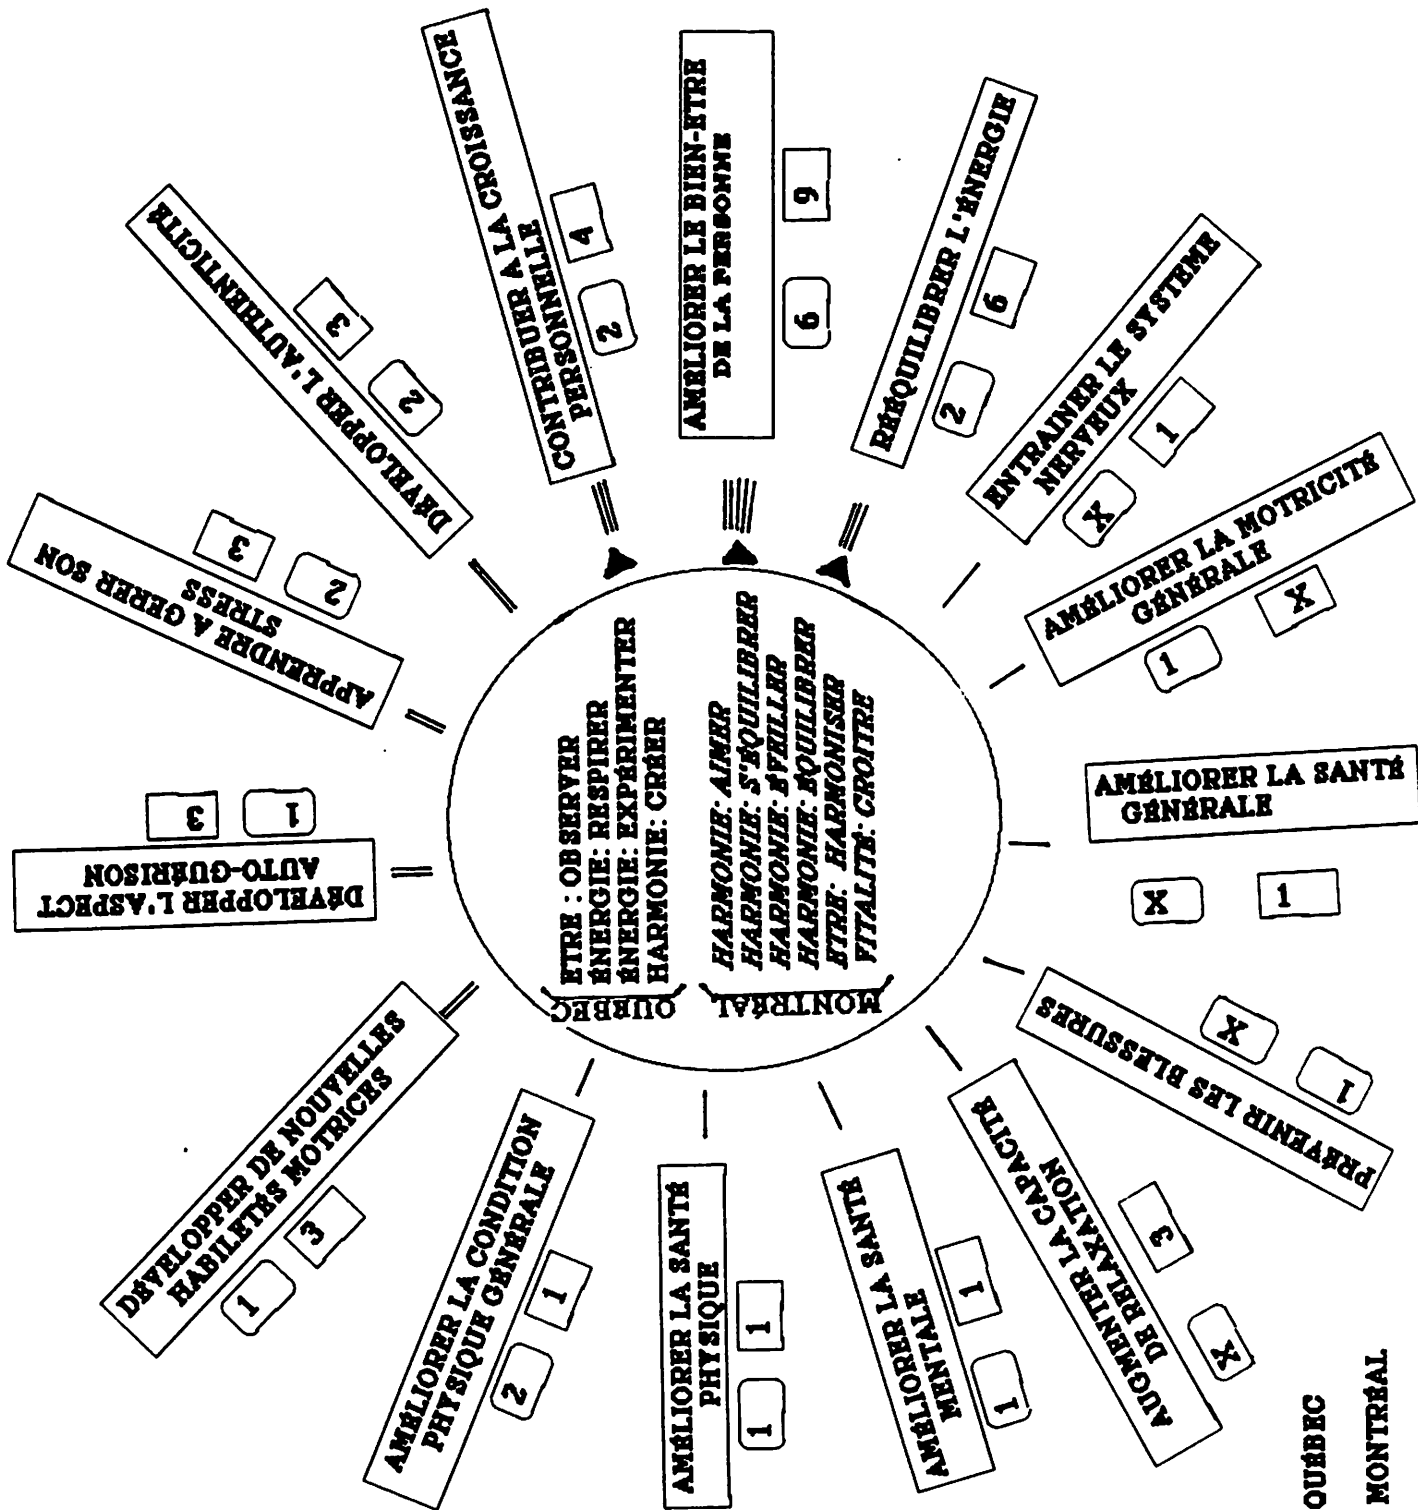 CONTRIBUER A LA CROISSANCE
PERSONNELLE
2 4
AMÉLIORER LE BIEN-ETRE
DE LA PERSONNE
6 9
RÉÉQUILIBRER L'ÉNERGIE
2 6
ENTRAINER LE SYSTEME
NERVEUX
X 1
AMÉLIORER LA MOTRICITÉ
GÉNÉRALE
1 X
AMÉLIORER LA SANTÉ
GÉNÉRALE
X 1
PRÉVENIR LES BLESSURES
X 1
AUGMENTER LA CAPACITÉ
DE RELAXATION
X 3
AMÉLIORER LA SANTÉ
MENTALE
1 1
AMÉLIORER LA SANTÉ
PHYSIQUE
1 1
AMÉLIORER LA CONDITION
PHYSIQUE GÉNÉRALE
2 1
DÉVELOPPER DE NOUVELLES
HABILETÉS MOTRICES
1 3
DÉVELOPPER L'ASPECT
AUTO-GUÉRISON
1 3
APPRENDRE A GERER SON
STRESS
2 3
DÉVELOPPER L'AUTHENTICITÉ
2 3
QUEBEC
ETRE : OBSERVER
ÉNERGIE: RESPIRER
ÉNERGIE: EXPÉRIMENTER
HARMONIE: CRÉER
MONTRÉAL
HARMONIE: AIMER
HARMONIE: S'ÉQUILIBRER
HARMONIE: ÉVEILLER
HARMONIE: ÉQUILIBRER
ETRE: HARMONISER
VITALITÉ: CROITRE
QUÉBEC
MONTRÉAL